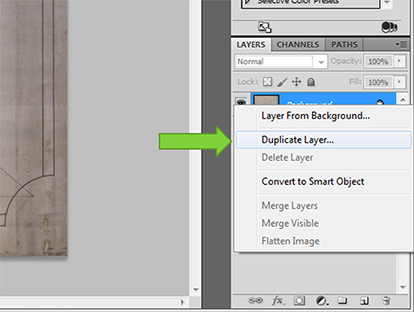 Selective Color Presets
LAYERS CHANNELS PATHS
Normal Opacity: 100%
Lock: Fill: 100%
Background
Layer From Background...
Duplicate Layer...
Delete Layer
Convert to Smart Object
Merge Layers
Merge Visible
Flatten Image
fx.